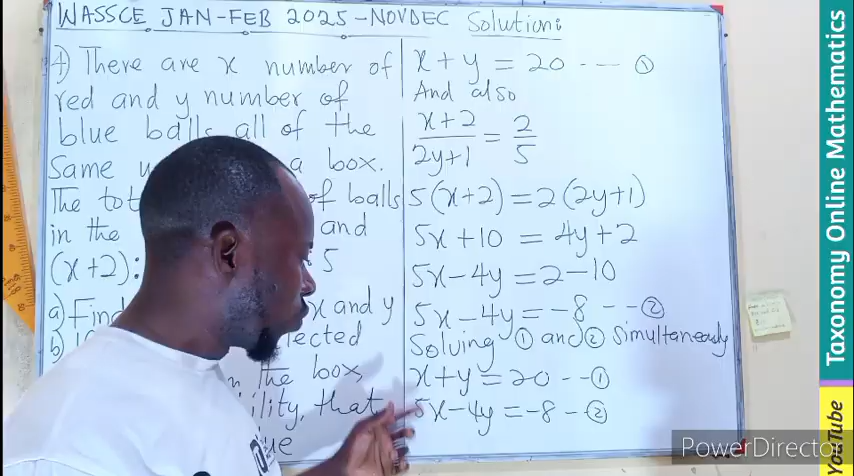 WASSCE JAN-FEB 2025-NOVDEC Solution:
4) There are x number of
red and y number of
blue balls all of the
Same a box.
The of balls
in the and
(x+2): 5
a) Find x and y
b)
the box,
that
x + y = 20 --- ①
And also
x+2/2y+1 = 2/5
5(x+2) = 2(2y+1)
5x+10 = 4y+2
5x-4y = 2-10
5x-4y = -8 --②
Solving ① and ② simultaneously
x+y = 20 --①
5x-4y = -8 -②
Taxonomy Online Mathematics
YouTube
PowerDirector